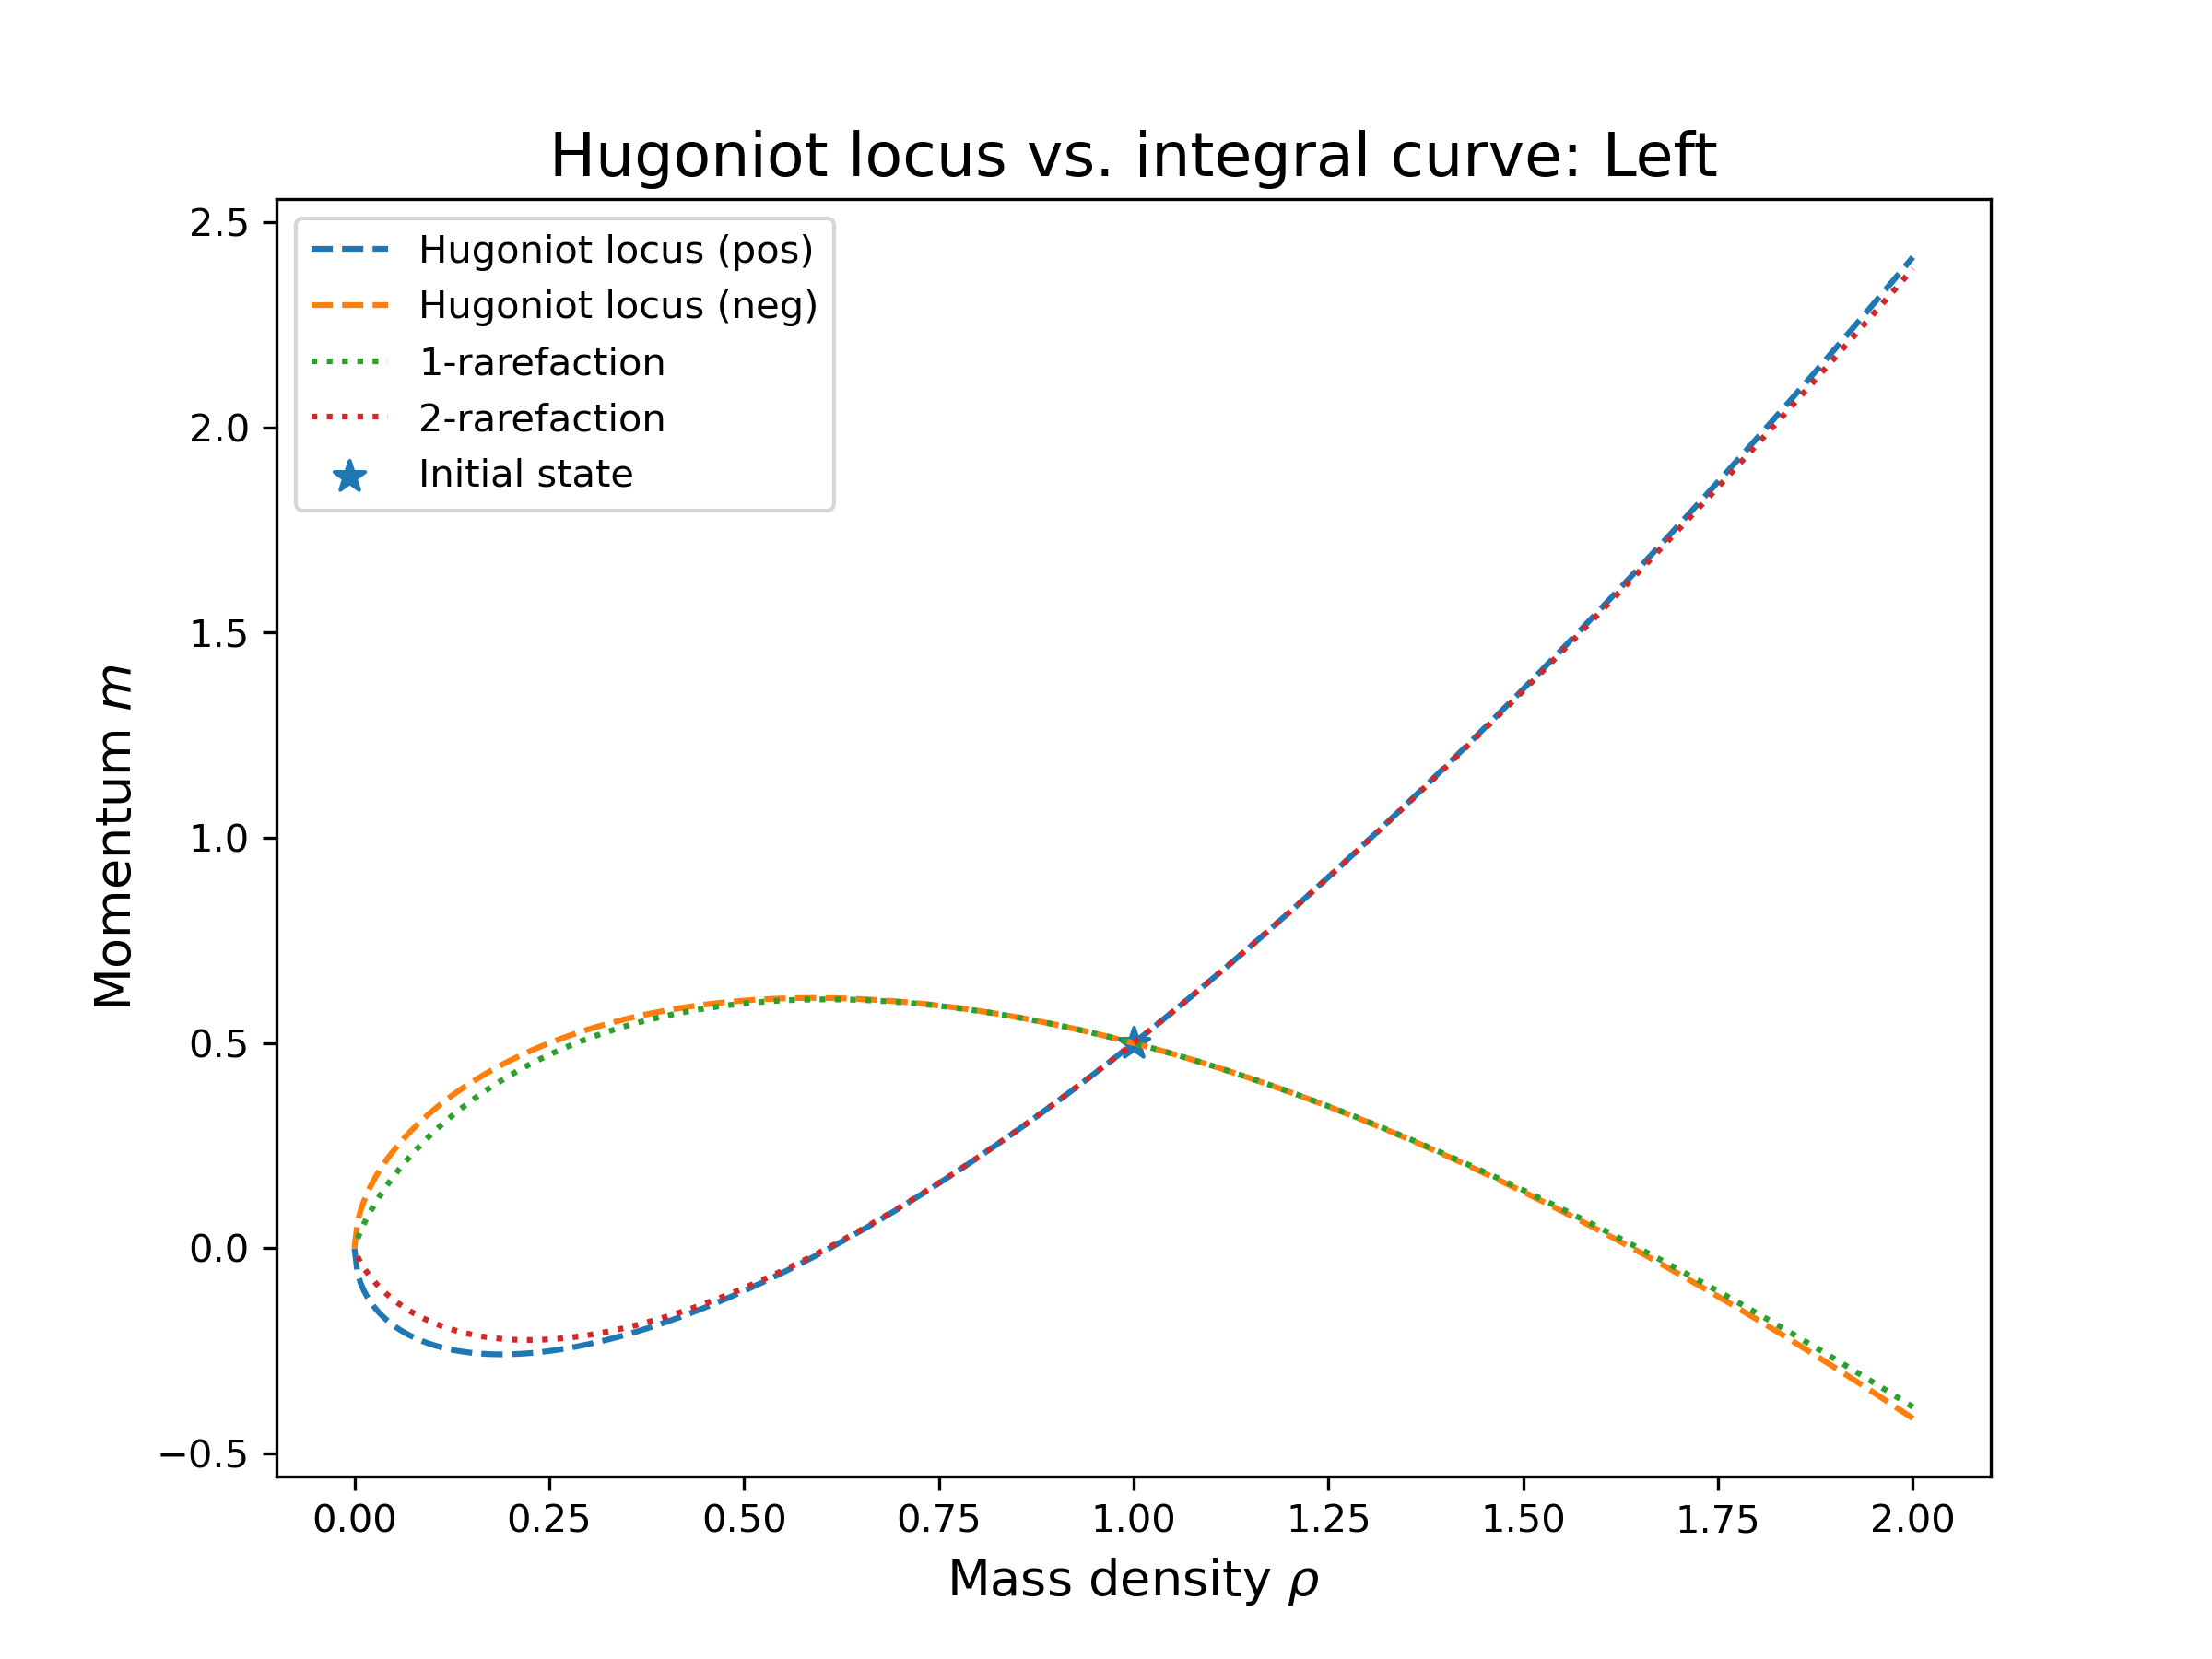 Hugoniot locus vs. integral curve: Left
2.5
2.0
1.5
1.0
0.5
0.0
−0.5
Momentum m
Hugoniot locus (pos)
Hugoniot locus (neg)
1-rarefaction
2-rarefaction
Initial state
0.00 0.25 0.50 0.75 1.00 1.25 1.50 1.75 2.00
Mass density ρ